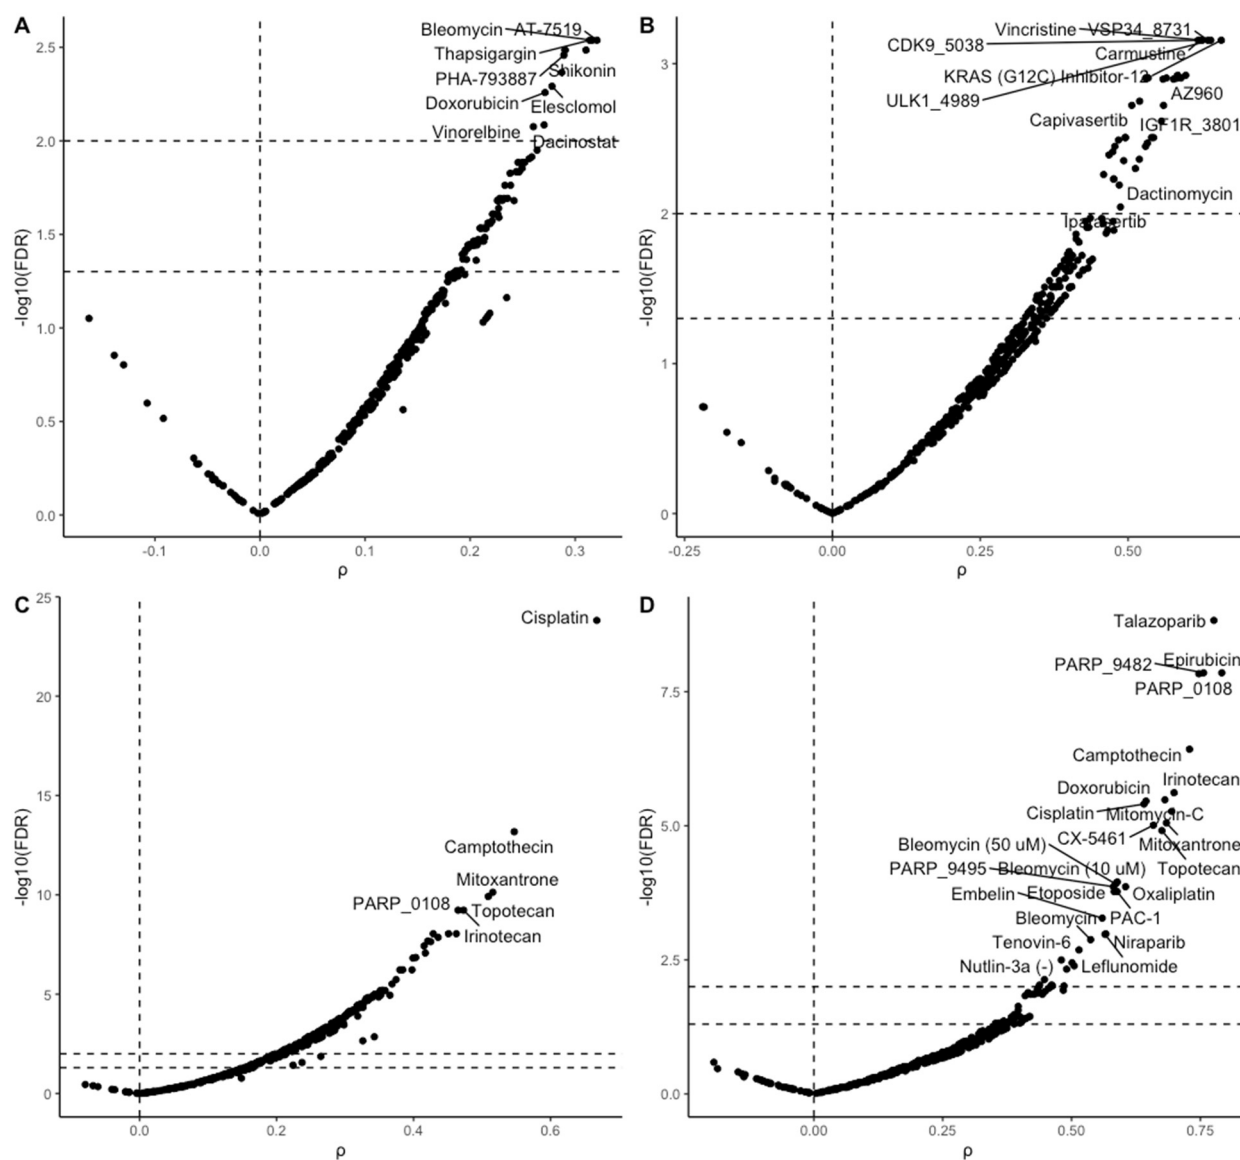 A
Bleomycin AT-7519
Thapsigargin
Shikonin
PHA-793887
Doxorubicin Elesclomol
Vinorelbine
Dacinostat
2.5
2.0
1.5
1.0
0.5
0.0
-log10(FDR)
-0.1 0.0 0.1 0.2 0.3
ρ
B
Vincristine VSP34_8731
CDK9_5038
Carmustine
KRAS (G12C) Inhibitor-12
AZ960
ULK1_4989
Capivasertib IGF1R_3801
Dactinomycin
Ipatasertib
3
2
1
0
-log10(FDR)
-0.25 0.00 0.25 0.50
ρ
C
Cisplatin
Camptothecin
Mitoxantrone
PARP_0108 Topotecan
Irinotecan
25
20
15
10
5
0
-log10(FDR)
0.0 0.2 0.4 0.6
ρ
D
Talazoparib
PARP_9482 Epirubicin
PARP_0108
Camptothecin
Irinotecan
Doxorubicin
Cisplatin Mitomycin-C
CX-5461
Mitoxantrone
Bleomycin (50 uM)
Topotecan
PARP_9495 Bleomycin (10 uM)
Embelin Etoposide Oxaliplatin
Bleomycin PAC-1
Tenovin-6 Niraparib
Nutlin-3a (-) Leflunomide
7.5
5.0
2.5
0.0
-log10(FDR)
0.00 0.25 0.50 0.75
ρ